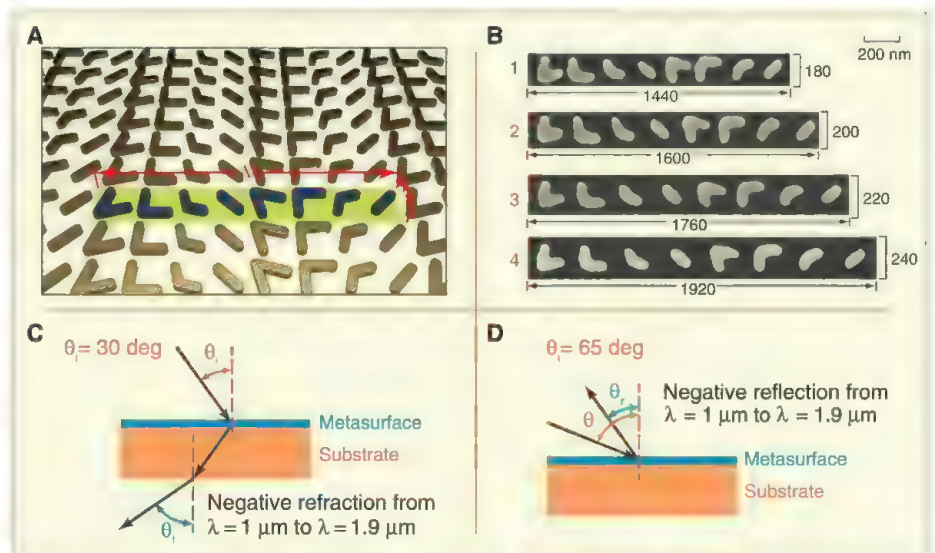 A
B
200 nm
1
180
1440
2
200
1600
3
220
1760
4
240
1920
C
θi = 30 deg
θi
Metasurface
Substrate
Negative refraction from
λ = 1 μm to λ = 1.9 μm
θt
D
θi = 65 deg
θr
θ
Negative reflection from
λ = 1 μm to λ = 1.9 μm
Metasurface
Substrate